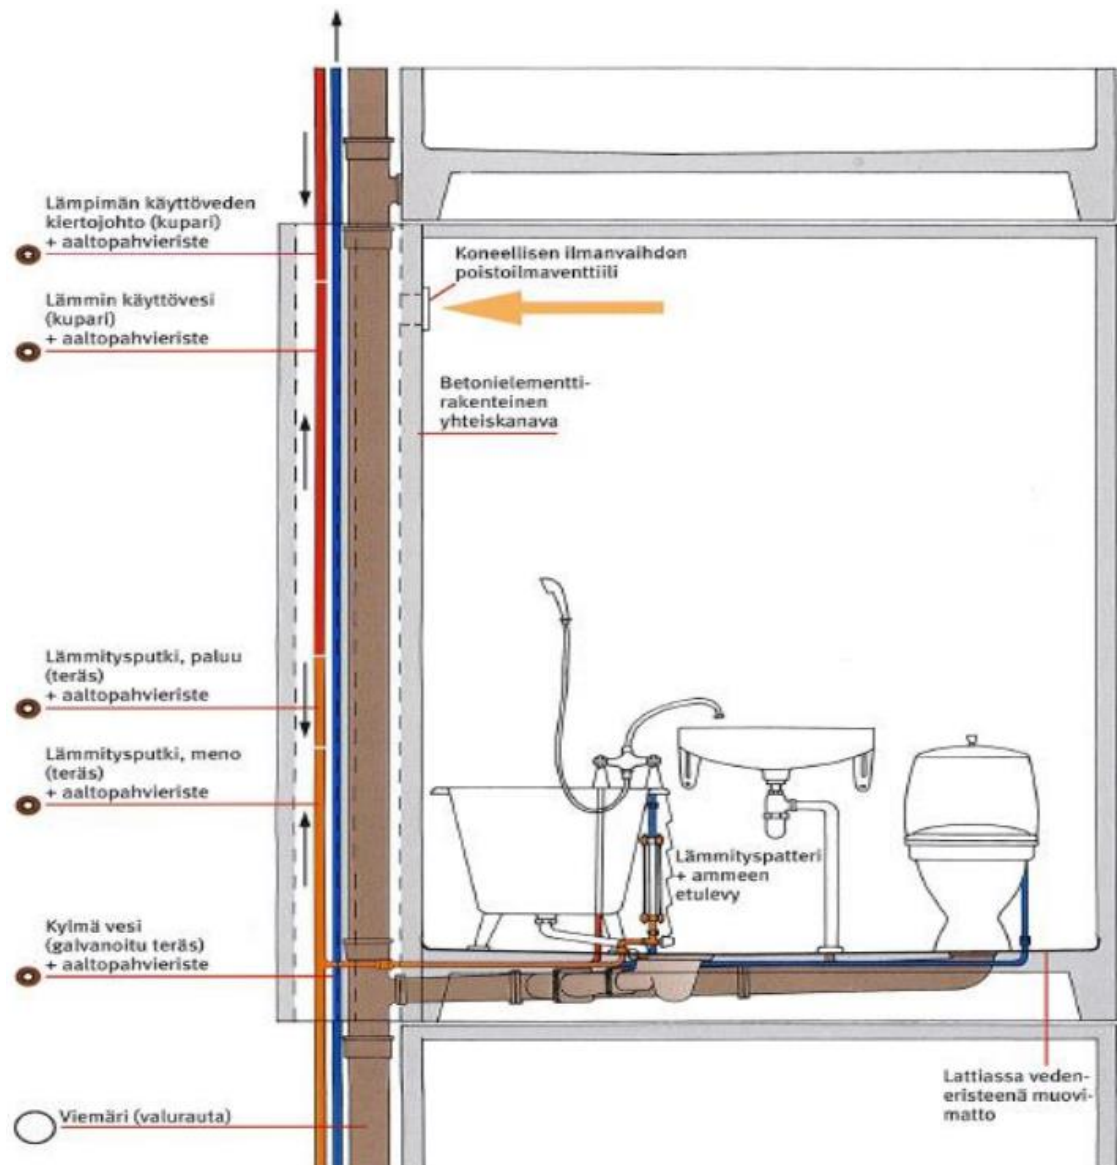 Lämpimän käyttöveden
kiertojohto (kupari)
+ aaltopahvieriste
Koneellisen ilmanvaihdon
poistoilmaventtiili
Lämmin käyttövesi
(kupari)
+ aaltopahvieriste
Betonielementti-
rakenteinen
yhteiskanava
Lämmitysputki, paluu
(teräs)
+ aaltopahvieriste
Lämmitysputki, meno
(teräs)
+ aaltopahvieriste
Lämmityspatteri
+ ammeen
etulevy
Kylmä vesi
(galvanoitu teräs)
+ aaltopahvieriste
Lattiassa veden-
eristeenä muovi-
matto
Viemäri (valurauta)